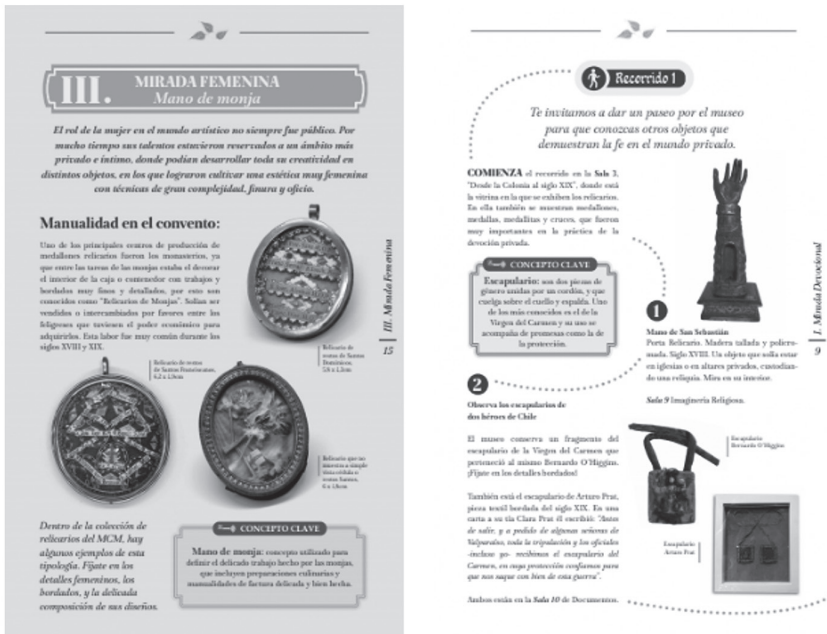 III.
MIRADA FEMENINA
Mano de monja
El rol de la mujer en el mundo artístico no siempre fue público. Por
mucho tiempo sus talentos estuvieron reservados a un ámbito más
privado e íntimo, donde podían desarrollar toda su creatividad en
distintos objetos, en los que lograron cultivar una estética muy femenina
con técnicas de gran complejidad, finura y oficio.
Manualidad en el convento:
Uno de los principales centros de producción de
medallones relicarios fueron los monasterios, ya
que entre las tareas de las monjas estaba el decorar
el interior de la caja o contenedor con trabajos y
bordados muy finos y detallados, por esto son
conocidos como "Relicarios de Monjas". Solían ser
vendidos o intercambiados por favores entre los
feligreses que tuviesen el poder económico para
adquirirlos. Esta labor fue muy común durante los
siglos XVIII y XIX.
Relicario de
restos de Santos
Dominicos,
Relicario de restos
de Santos Franciscanos,
Relicario que no
muestra a simple
vista cédula o
restos Santos,
Dentro de la colección de
relicarios del MCM, hay
algunos ejemplos de esta
tipología. Fíjate en los
detalles femeninos, los
bordados, y la delicada
composición de sus diseños.
CONCEPTO CLAVE
Mano de monja: concepto utilizado para
definir el delicado trabajo hecho por las monjas,
que incluyen preparaciones culinarias y
manualidades de factura delicada y bien hecha.
III. Mirada Femenina
15
Recorrido 1
Te invitamos a dar un paseo por el museo
para que conozcas otros objetos que
demuestran la fe en el mundo privado.
COMIENZA el recorrido en la Sala 3,
"Desde la Colonia al siglo XIX", donde está
la vitrina en la que se exhiben los relicarios.
En ella también se muestran medallones,
medallas, medallitas y cruces, que fueron
muy importantes en la práctica de la
devoción privada.
CONCEPTO CLAVE
Escapulario: son dos piezas de
género unidas por un cordón, y que
cuelga sobre el cuello y espalda. Uno
de los más conocidos es el de la
Virgen del Carmen y su uso se
acompaña de promesas como la de
la protección.
1
Mano de San Sebastián
Porta Relicario. Madera tallada y policro-
mada. Siglo XVIII. Un objeto que solía estar
en iglesias o en altares privados, custodian-
do una reliquia. Mira en su interior.
Sala 9 Imaginería Religiosa.
2
Observa los escapularios de
dos héroes de Chile
El museo conserva un fragmento del
escapulario de la Virgen del Carmen que
perteneció al mismo Bernardo O'Higgins.
¡Fíjate en los detalles bordados!
También está el escapulario de Arturo Prat,
pieza textil bordada del siglo XIX. En una
carta a su tía Clara Prat él escribió: "Antes
de salir, y a pedido de algunas señoras de
Valparaíso, toda la tripulación y los oficiales
-incluso yo- recibimos el escapulario del
Carmen, en cuya protección confiamos para
que nos saque con bien de esta guerra".
Ambos están en la Sala 10 de Documentos.
Escapulario
Bernardo O'Higgins
Escapulario
Arturo Prat
I. Mirada Devocional
9